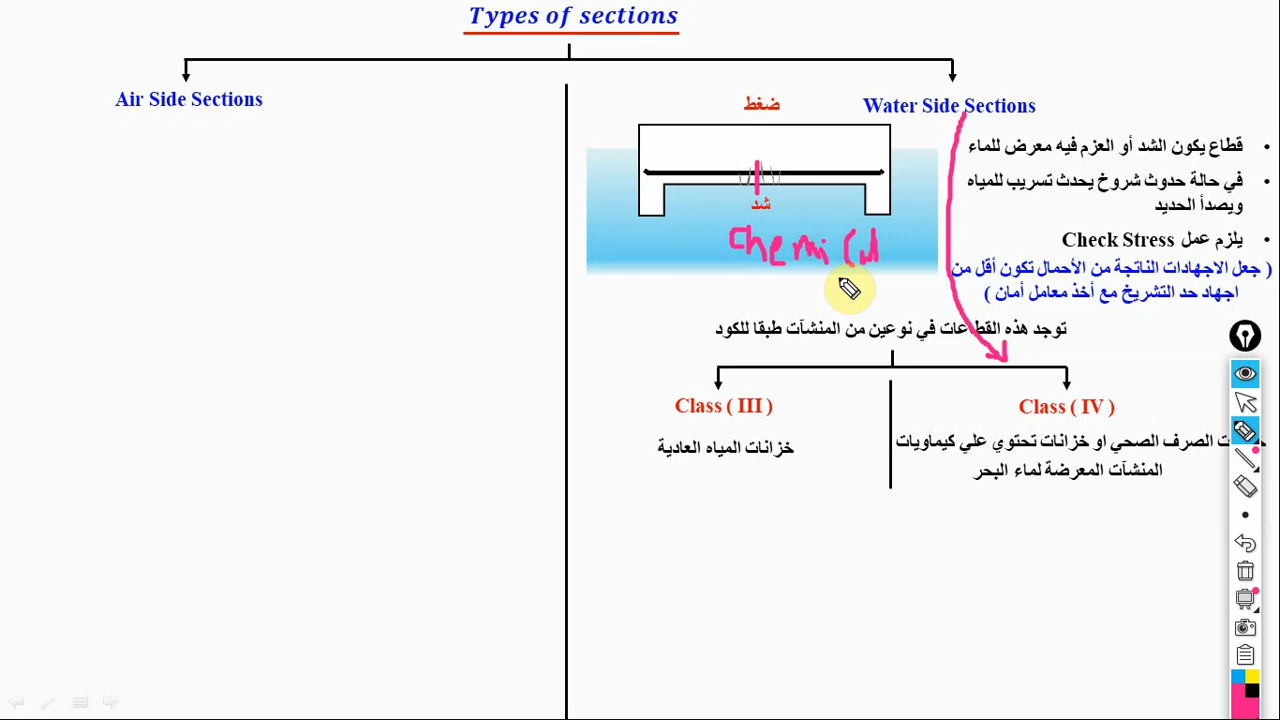 Types of sections
Air Side Sections
Water Side Sections
ضغط
شد
Chemical
قطاع يكون الشد أو العزم فيه معرض للماء
في حالة حدوث شروخ يحدث تسريب للمياه
ويصدأ الحديد
يلزم عمل Check Stress
( جعل الاجهادات الناتجة من الأحمال تكون أقل من
اجهاد حد التشريخ مع أخذ معامل أمان )
توجد هذه القطاعات في نوعين من المنشآت طبقا للكود
Class ( IV )
الصرف الصحي او خزانات تحتوي علي كيماويات
المنشآت المعرضة لماء البحر
Class ( III )
خزانات المياه العادية